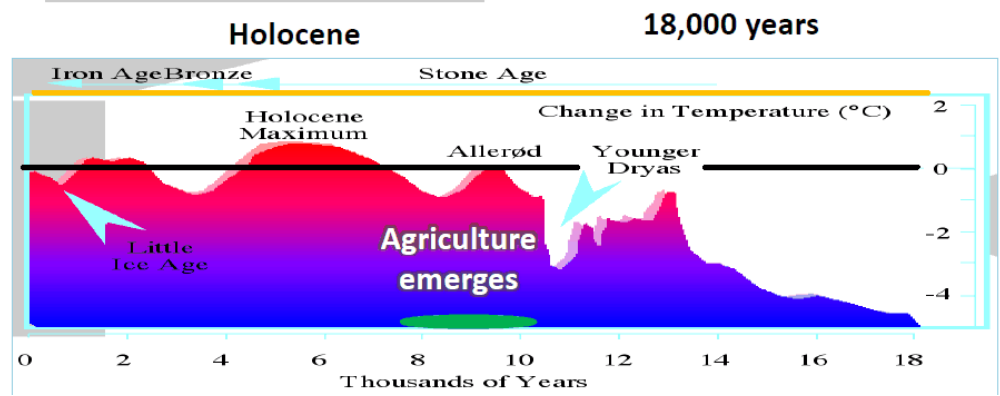 Holocene
18,000 years
Iron Age Bronze Stone Age
Change in Temperature (°C)
Holocene
Maximum
Allerød
Younger
Dryas
Little
Ice Age
Agriculture
emerges
2
0
-2
-4
0 2 4 6 8 10 12 14 16 18
Thousands of Years